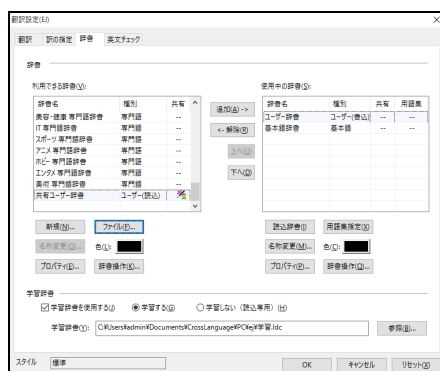 翻訳設定(EJ)
翻訳 訳の指定 辞書 英文チェック
辞書
利用できる辞書(V): 使用中の辞書(S):
辞書名 種別 共有
美容・健康 専門語辞書 専門語 --
IT 専門語辞書 専門語 --
スポーツ 専門語辞書 専門語 --
アニメ 専門語辞書 専門語 --
ホビー 専門語辞書 専門語 --
エンタメ 専門語辞書 専門語 --
美術 専門語辞書 専門語 --
共有ユーザー辞書 ユーザー(読込)
追加(A) ->
<- 解除(R)
上へ(U)
下へ(D)
辞書名 種別 共有 用語集
ユーザー辞書 ユーザー(書込) -- --
基本語辞書 基本語 -- --
新規(N)... ファイル(F)... 読込辞書(I) 用語集指定(X)
名称変更(O)... 色(L): 名称変更(M)... 色(C):
プロパティ(E)... 辞書操作(K)... プロパティ(P)... 辞書操作(Q)...
学習辞書
学習辞書を使用する(J) 学習する(G) 学習しない（読込専用）(H)
学習辞書(Y): C:¥Users¥admin¥Documents¥CrossLanguage¥PC¥ej¥学習.ldc 参照(B)...
スタイル 標準 OK キャンセル リセット(X)